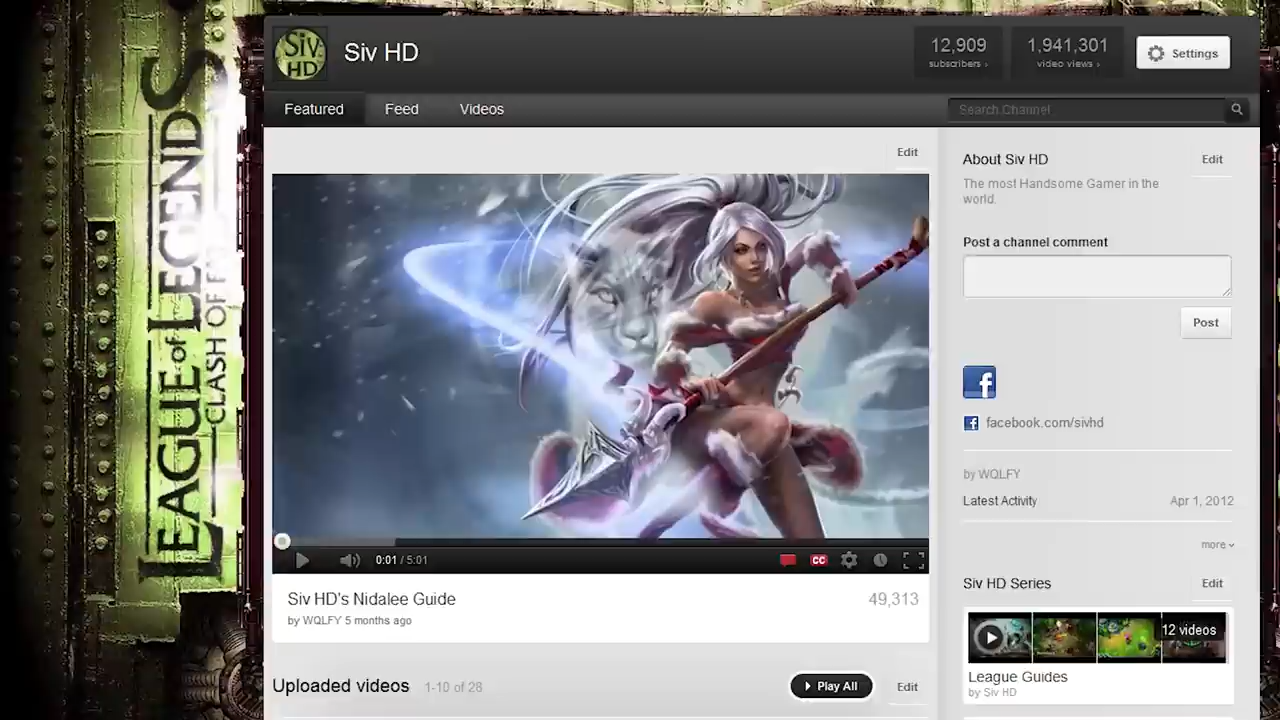 LEAGUE of LEGENDS
CLASH OF
Siv
HD
Siv HD
12,909
subscribers ›
1,941,301
video views ›
Settings
Featured
Feed
Videos
Search Channel
Edit
About Siv HD
Edit
The most Handsome Gamer in the
world.
Post a channel comment
Post
f
f facebook.com/sivhd
by WQLFY
Latest Activity
Apr 1, 2012
more
0:01 / 5:01
CC
Siv HD's Nidalee Guide
49,313
by WQLFY 5 months ago
Siv HD Series
Edit
12 videos
League Guides
by Siv HD
Uploaded videos
1-10 of 28
Play All
Edit